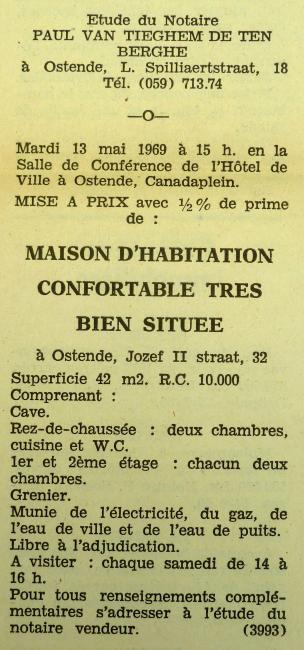 Etude du Notaire
PAUL VAN TIEGHEM DE TEN
BERGHE
à Ostende, L. Spilliaertstraat, 18
Tél. (059) 713.74
—O—
Mardi 13 mai 1969 à 15 h. en la
Salle de Conférence de l'Hôtel de
Ville à Ostende, Canadaplein.
MISE A PRIX avec ½% de prime
de :
MAISON D'HABITATION
CONFORTABLE TRES
BIEN SITUEE
à Ostende, Jozef II straat, 32
Superficie 42 m2. R.C. 10.000
Comprenant :
Cave.
Rez-de-chaussée : deux chambres,
cuisine et W.C.
1er et 2ème étage : chacun deux
chambres.
Grenier.
Munie de l'électricité, du gaz, de
l'eau de ville et de l'eau de puits.
Libre à l'adjudication.
A visiter : chaque samedi de 14 à
16 h.
Pour tous renseignements complé-
mentaires s'adresser à l'étude du
notaire vendeur. (3993)